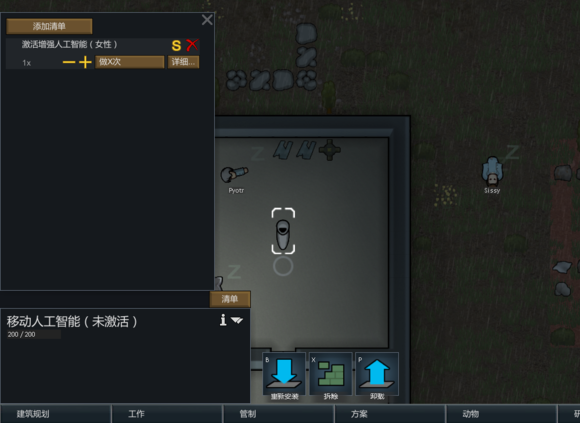 添加清单
激活增强人工智能（女性）
S
1x
做X次
详细...
Z
Z
Pyotr
Sissy
Z
清单
移动人工智能（未激活）
200 / 200
B
X
P
重新安装
拆除
卸载
建筑规划
工作
管制
方案
动物
研